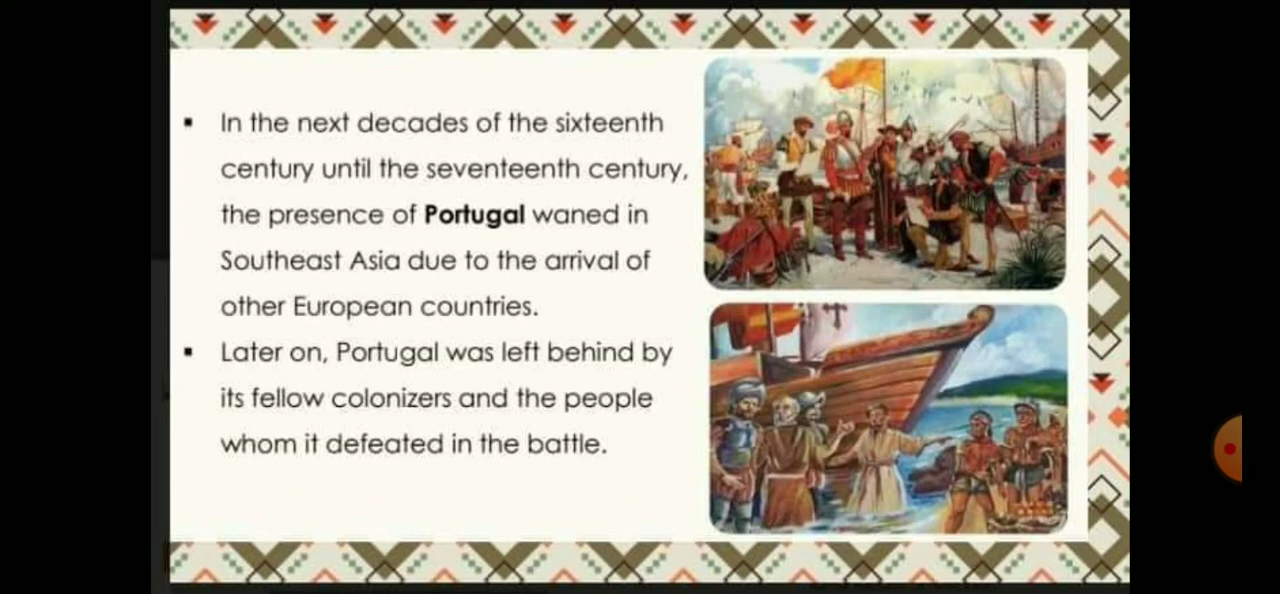 ▪ In the next decades of the sixteenth
century until the seventeenth century,
the presence of Portugal waned in
Southeast Asia due to the arrival of
other European countries.
▪ Later on, Portugal was left behind by
its fellow colonizers and the people
whom it defeated in the battle.